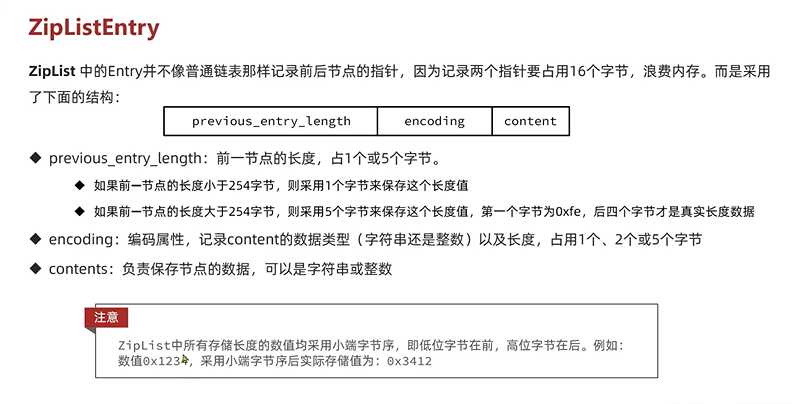 ZipListEntry
ZipList 中的Entry并不像普通链表那样记录前后节点的指针，因为记录两个指针要占用16个字节，浪费内存。而是采用
了下面的结构：
previous_entry_length encoding content
◆ previous_entry_length：前一节点的长度，占1个或5个字节。
◆ 如果前一节点的长度小于254字节，则采用1个字节来保存这个长度值
◆ 如果前一节点的长度大于254字节，则采用5个字节来保存这个长度值，第一个字节为0xfe，后四个字节才是真实长度数据
◆ encoding：编码属性，记录content的数据类型（字符串还是整数）以及长度，占用1个、2个或5个字节
◆ contents：负责保存节点的数据，可以是字符串或整数
注意
ZipList中所有存储长度的数值均采用小端字节序，即低位字节在前，高位字节在后。例如：
数值0x1234，采用小端字节序后实际存储值为：0x3412